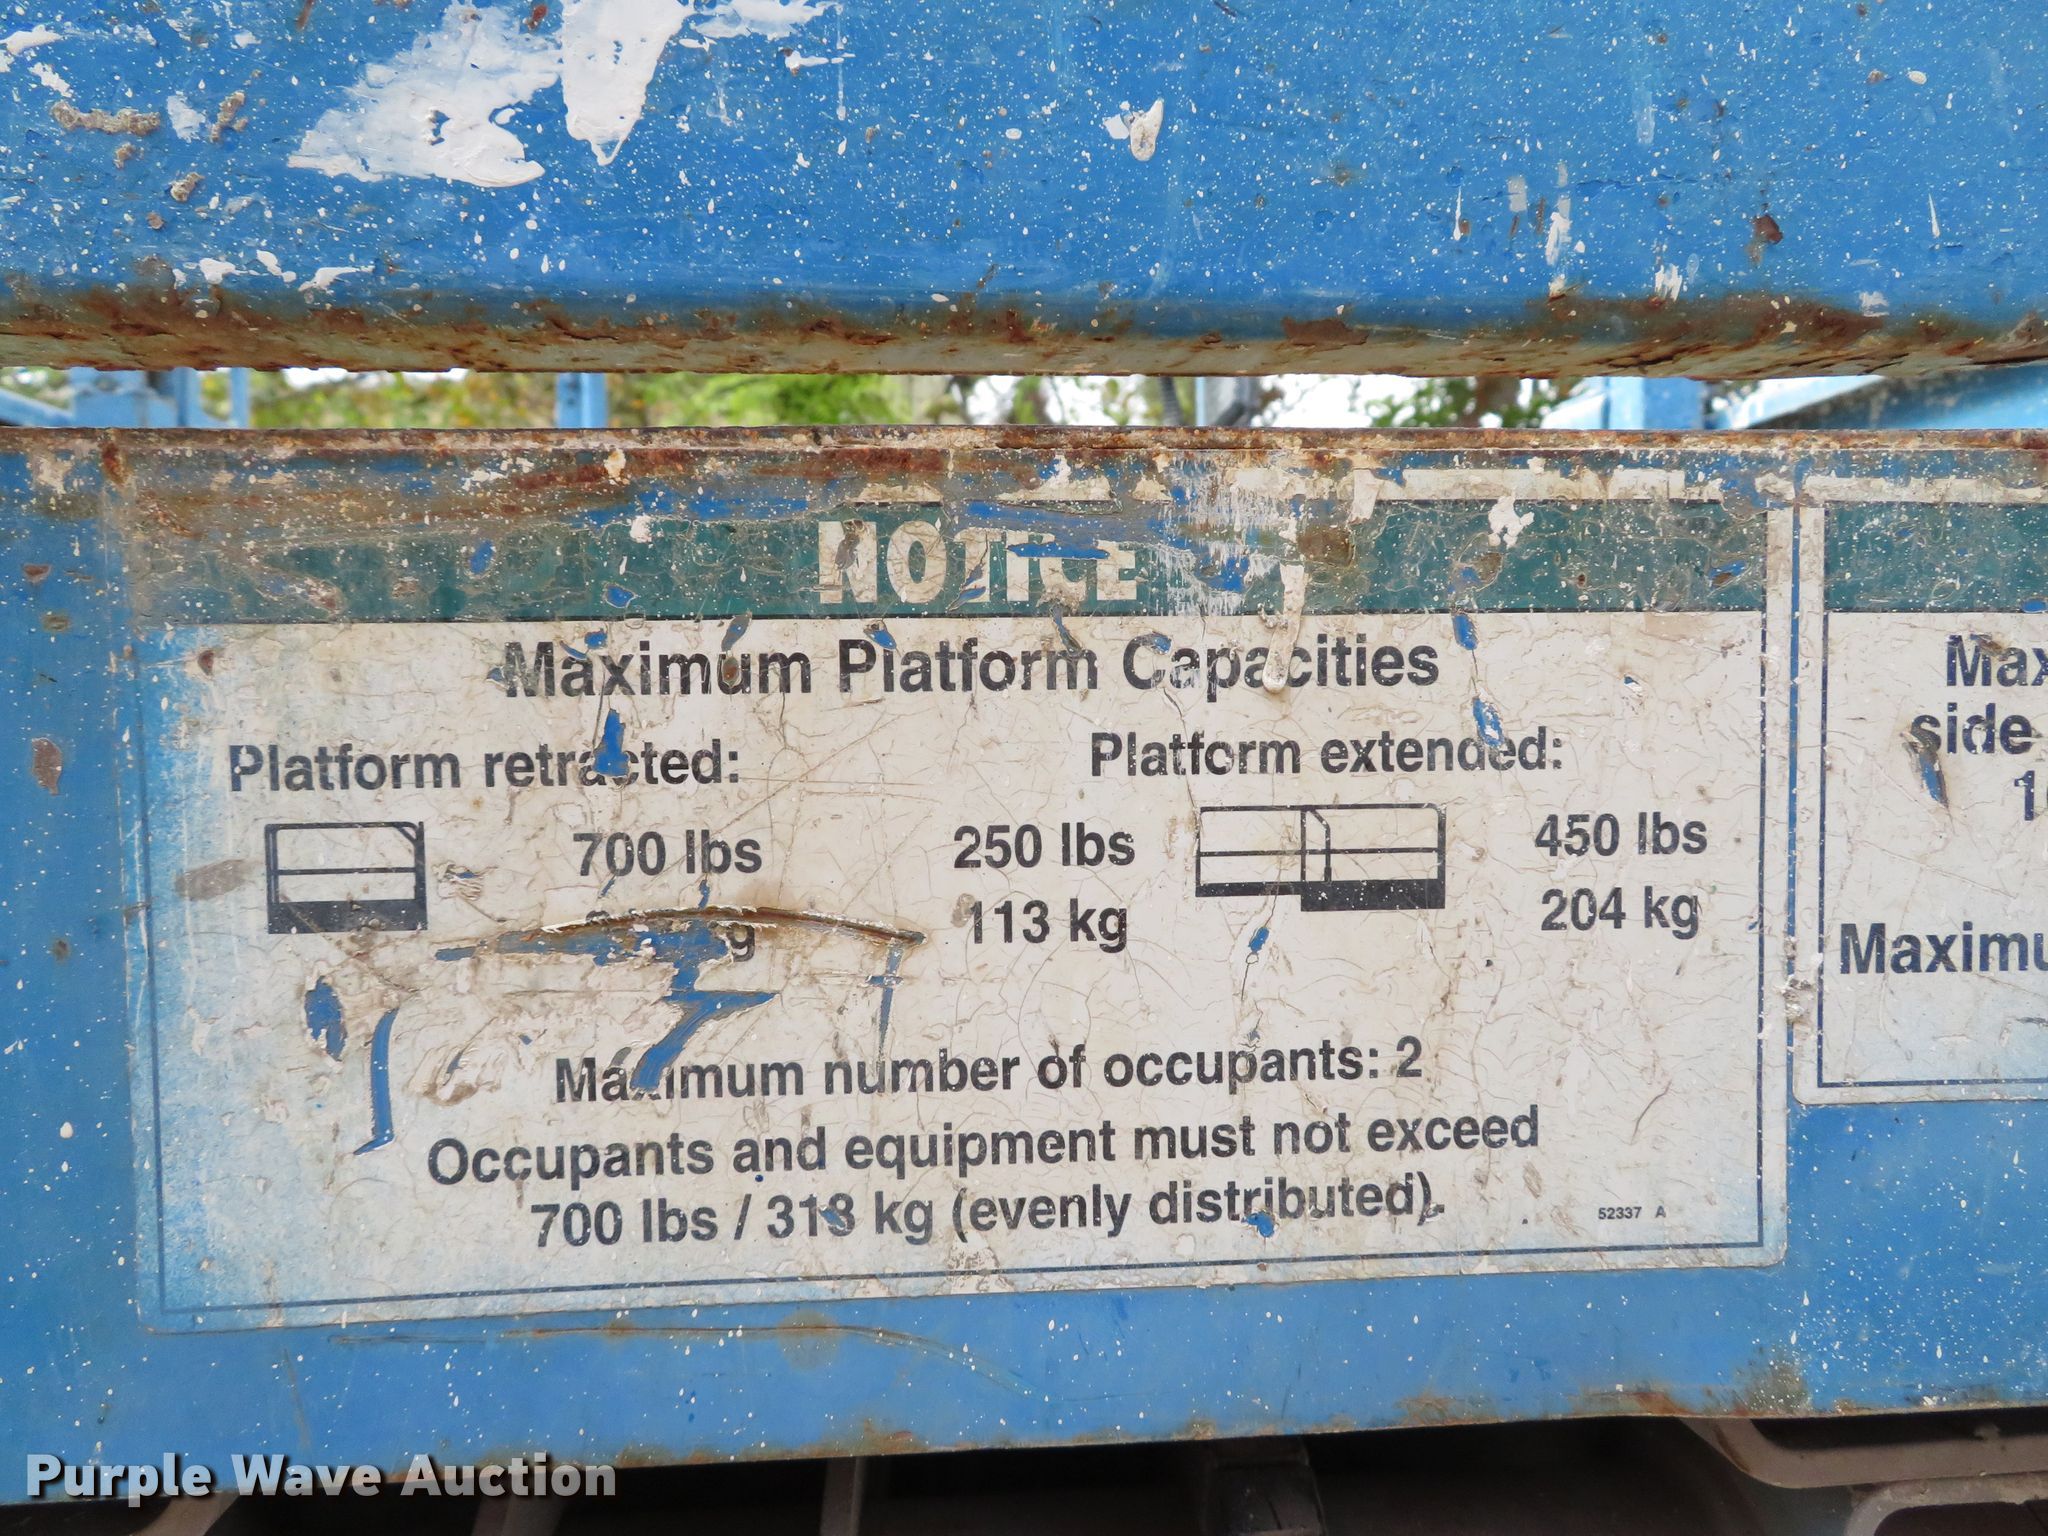 NOTICE
Maximum Platform Capacities
Platform retracted:
Platform extended:
700 lbs
250 lbs
113 kg
450 lbs
204 kg
Maximum number of occupants: 2
Occupants and equipment must not exceed
700 lbs / 318 kg (evenly distributed).
52337 A
side
Purple Wave Auction